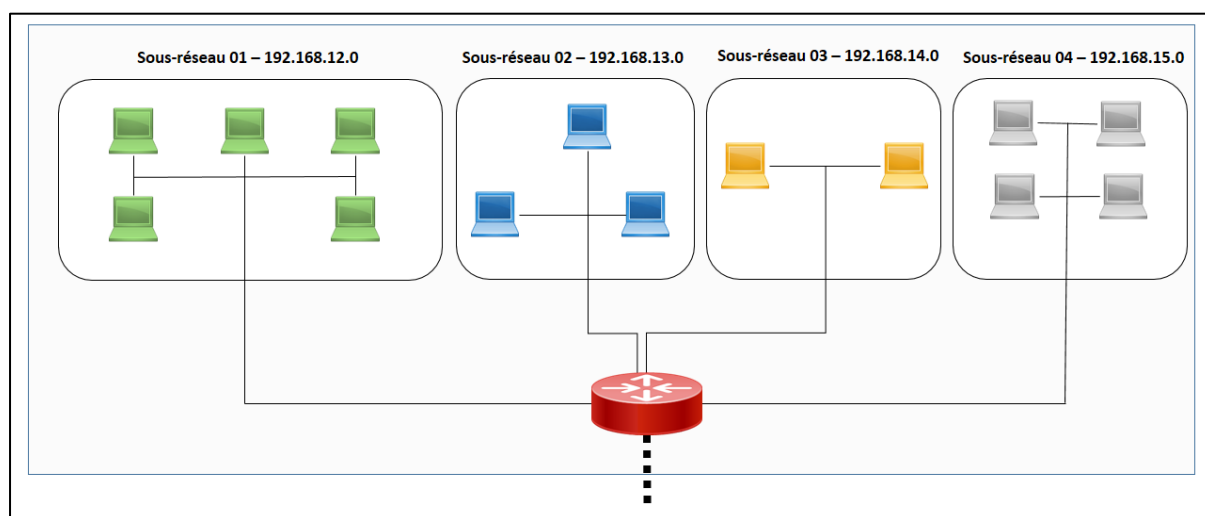 Sous-réseau 01 – 192.168.12.0
Sous-réseau 02 – 192.168.13.0
Sous-réseau 03 – 192.168.14.0
Sous-réseau 04 – 192.168.15.0